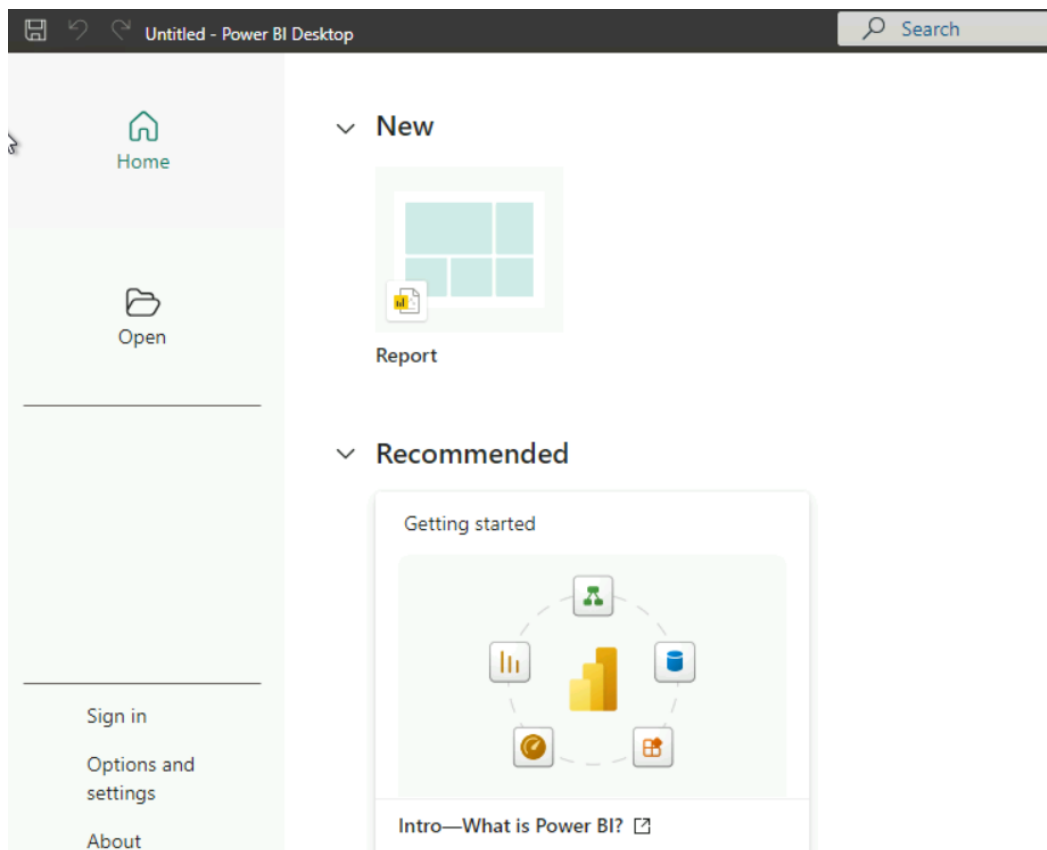 Untitled - Power BI Desktop
Search
Home
Open
Sign in
Options and
settings
About
New
Report
Recommended
Getting started
Intro—What is Power BI?